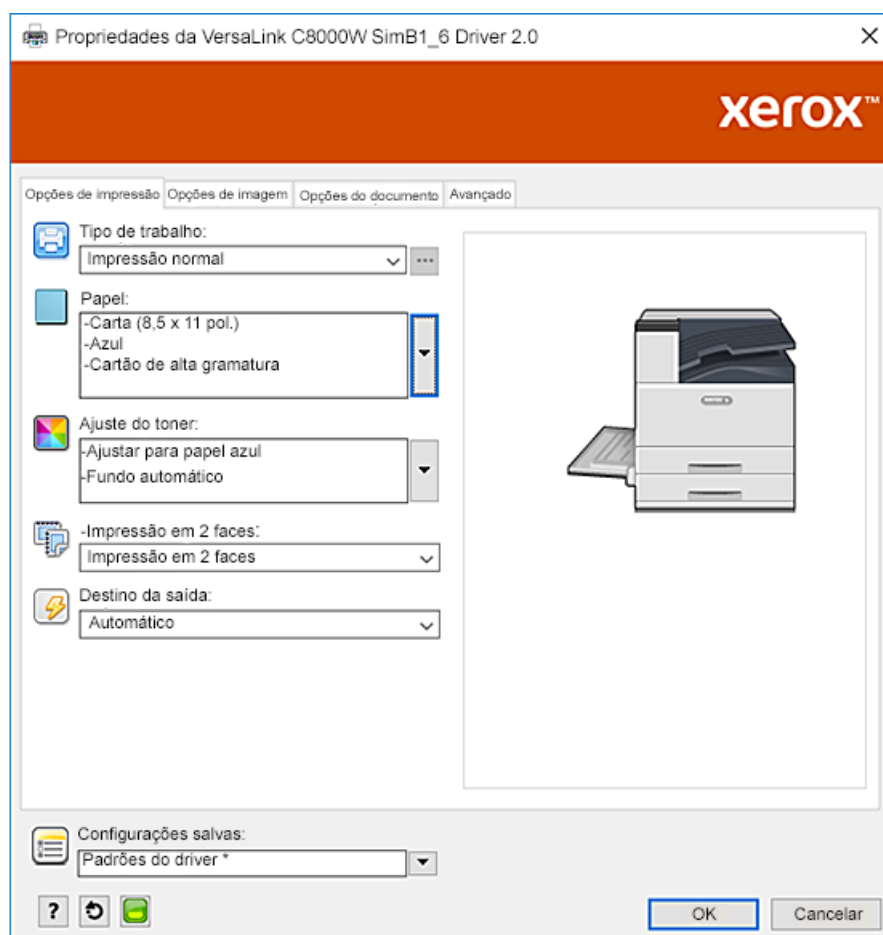 Propriedades da VersaLink C8000W SimB1_6 Driver 2.0
xerox™
Opções de impressão Opções de imagem Opções do documento Avançado
Tipo de trabalho:
Impressão normal
Papel:
-Carta (8,5 x 11 pol.)
-Azul
-Cartão de alta gramatura
Ajuste do toner:
-Ajustar para papel azul
-Fundo automático
-Impressão em 2 faces:
Impressão em 2 faces
Destino da saída:
Automático
Configurações salvas:
Padrões do driver *
?
OK Cancelar